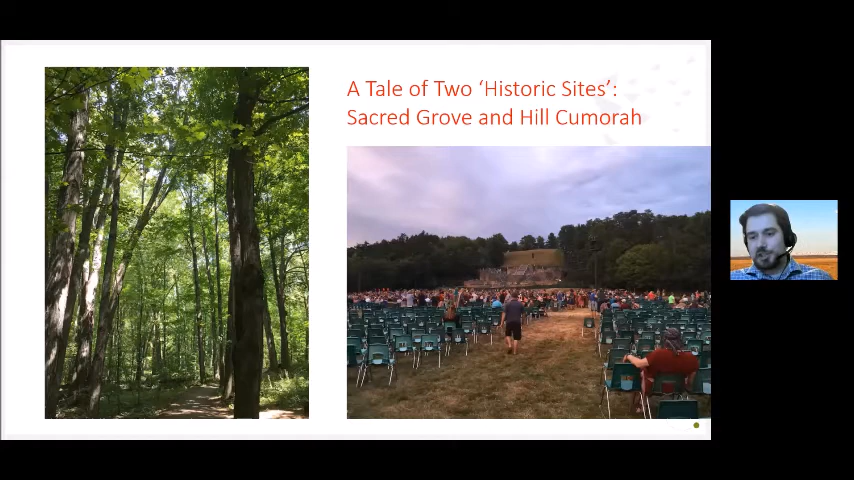 A Tale of Two ‘Historic Sites’:
Sacred Grove and Hill Cumorah